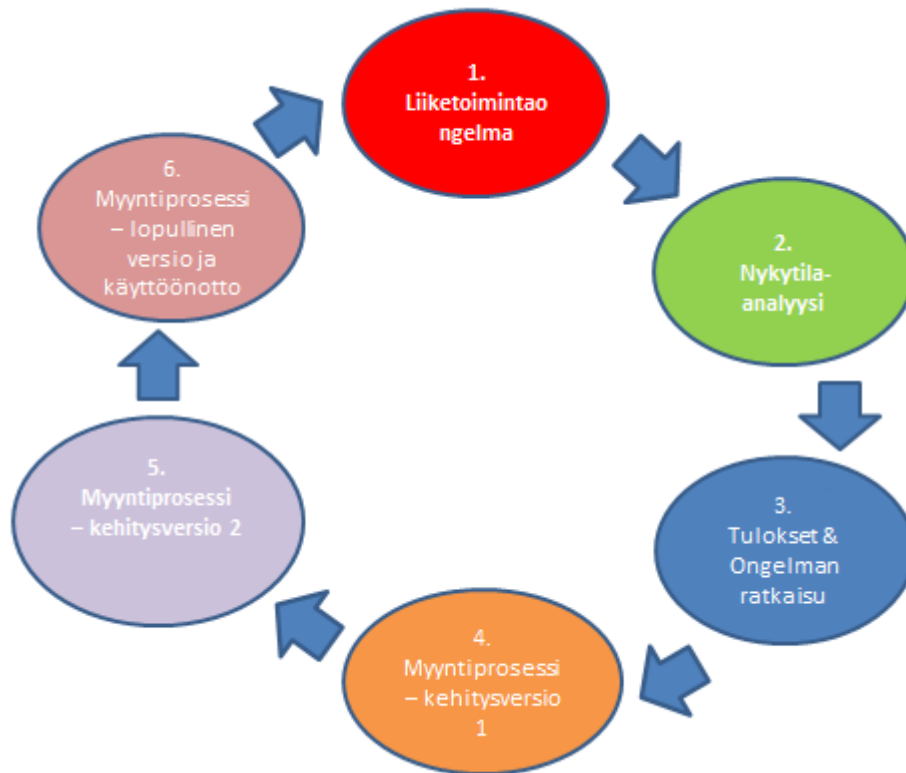 1.
Liiketoimintao
ngelma
2.
Nykytila-
analyysi
3.
Tulokset &
Ongelman
ratkaisu
4.
Myyntiprosessi
– kehitysversio
1
5.
Myyntiprosessi
– kehitysversio 2
6.
Myyntiprosessi
– lopullinen
versio ja
käyttöönotto